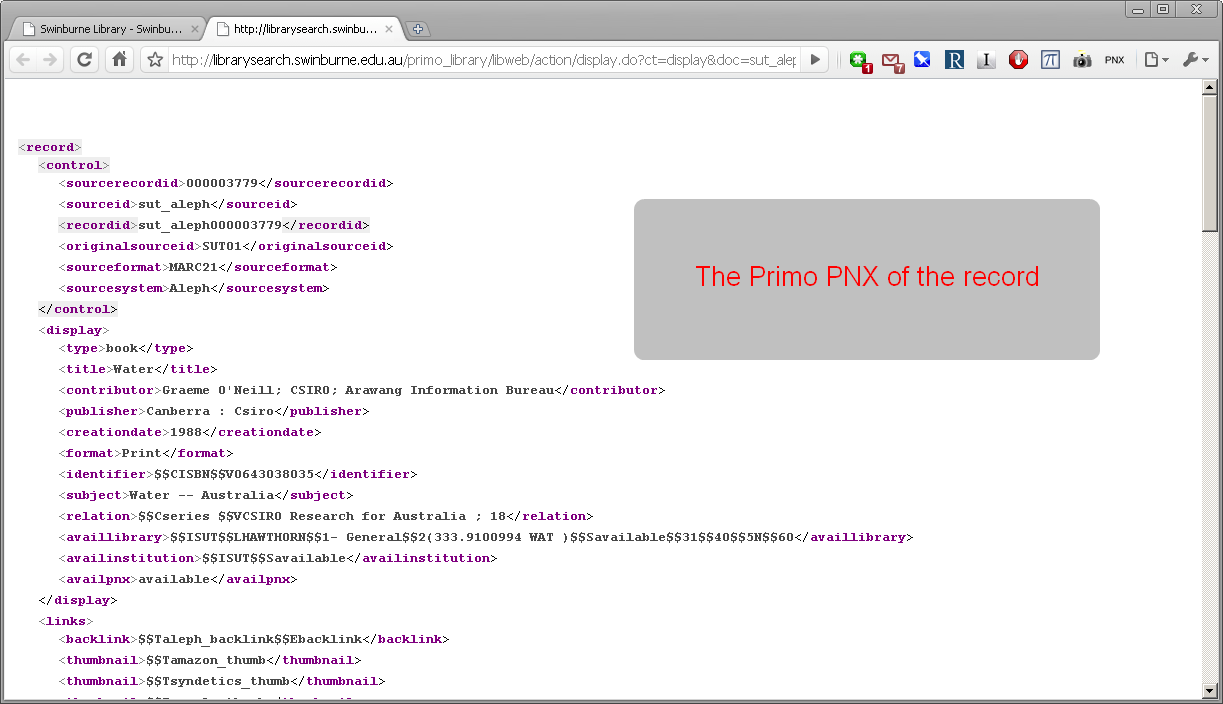 Swinburne Library - Swinbu...
http://librarysearch.swinbu...
http://librarysearch.swinburne.edu.au/primo_library/libweb/action/display.do?ct=display&doc=sut_alep
1
7
R
I
π
PNX
<record>
<control>
<sourcerecordid>000003779</sourcerecordid>
<sourceid>sut_aleph</sourceid>
<recordid>sut_aleph000003779</recordid>
<originalsourceid>SUT01</originalsourceid>
<sourceformat>MARC21</sourceformat>
<sourcesystem>Aleph</sourcesystem>
</control>
The Primo PNX of the record
<display>
<type>book</type>
<title>Water</title>
<contributor>Graeme O'Neill; CSIRO; Arawang Information Bureau</contributor>
<publisher>Canberra : Csiro</publisher>
<creationdate>1988</creationdate>
<format>Print</format>
<identifier>$$CISBN$$V0643038035</identifier>
<subject>Water -- Australia</subject>
<relation>$$Cseries $$VCSIRO Research for Australia ; 18</relation>
<availlibrary>$$ISUT$$LHAWTHORN$$1- General$$2(333.9100994 WAT )$$Savailable$$31$$40$$5N$$60</availlibrary>
<availinstitution>$$ISUT$$Savailable</availinstitution>
<availpnx>available</availpnx>
</display>
<links>
<backlink>$$Taleph_backlink$$Ebacklink</backlink>
<thumbnail>$$Tamazon_thumb</thumbnail>
<thumbnail>$$Tsyndetics_thumb</thumbnail>